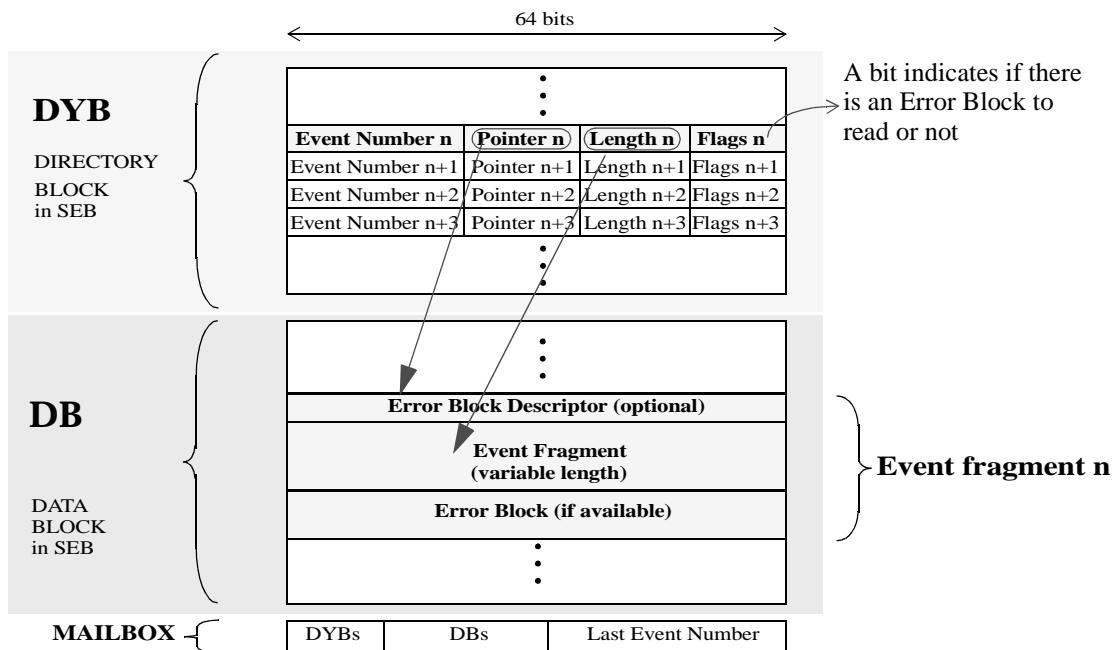 64 bits
DYB
DIRECTORY
BLOCK
in SEB
A bit indicates if there
is an Error Block to
read or not
Event Number n Pointer n Length n Flags n
Event Number n+1 Pointer n+1 Length n+1 Flags n+1
Event Number n+2 Pointer n+2 Length n+2 Flags n+2
Event Number n+3 Pointer n+3 Length n+3 Flags n+3
DB
DATA
BLOCK
in SEB
Error Block Descriptor (optional)
Event Fragment
(variable length)
Error Block (if available)
Event fragment n
MAILBOX
DYBs DBs Last Event Number